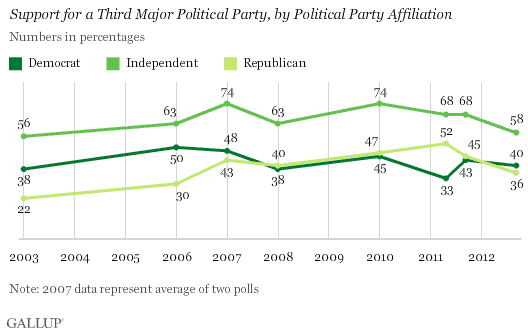 Support for a Third Major Political Party, by Political Party Affiliation
Numbers in percentages
Democrat Independent Republican
74 74
63 63 68 68
56 58
48 47 52 45 40
50 40
38 43 38 45 33 43 36
22 30
2003 2004 2005 2006 2007 2008 2009 2010 2011 2012
Note: 2007 data represent average of two polls
GALLUP®